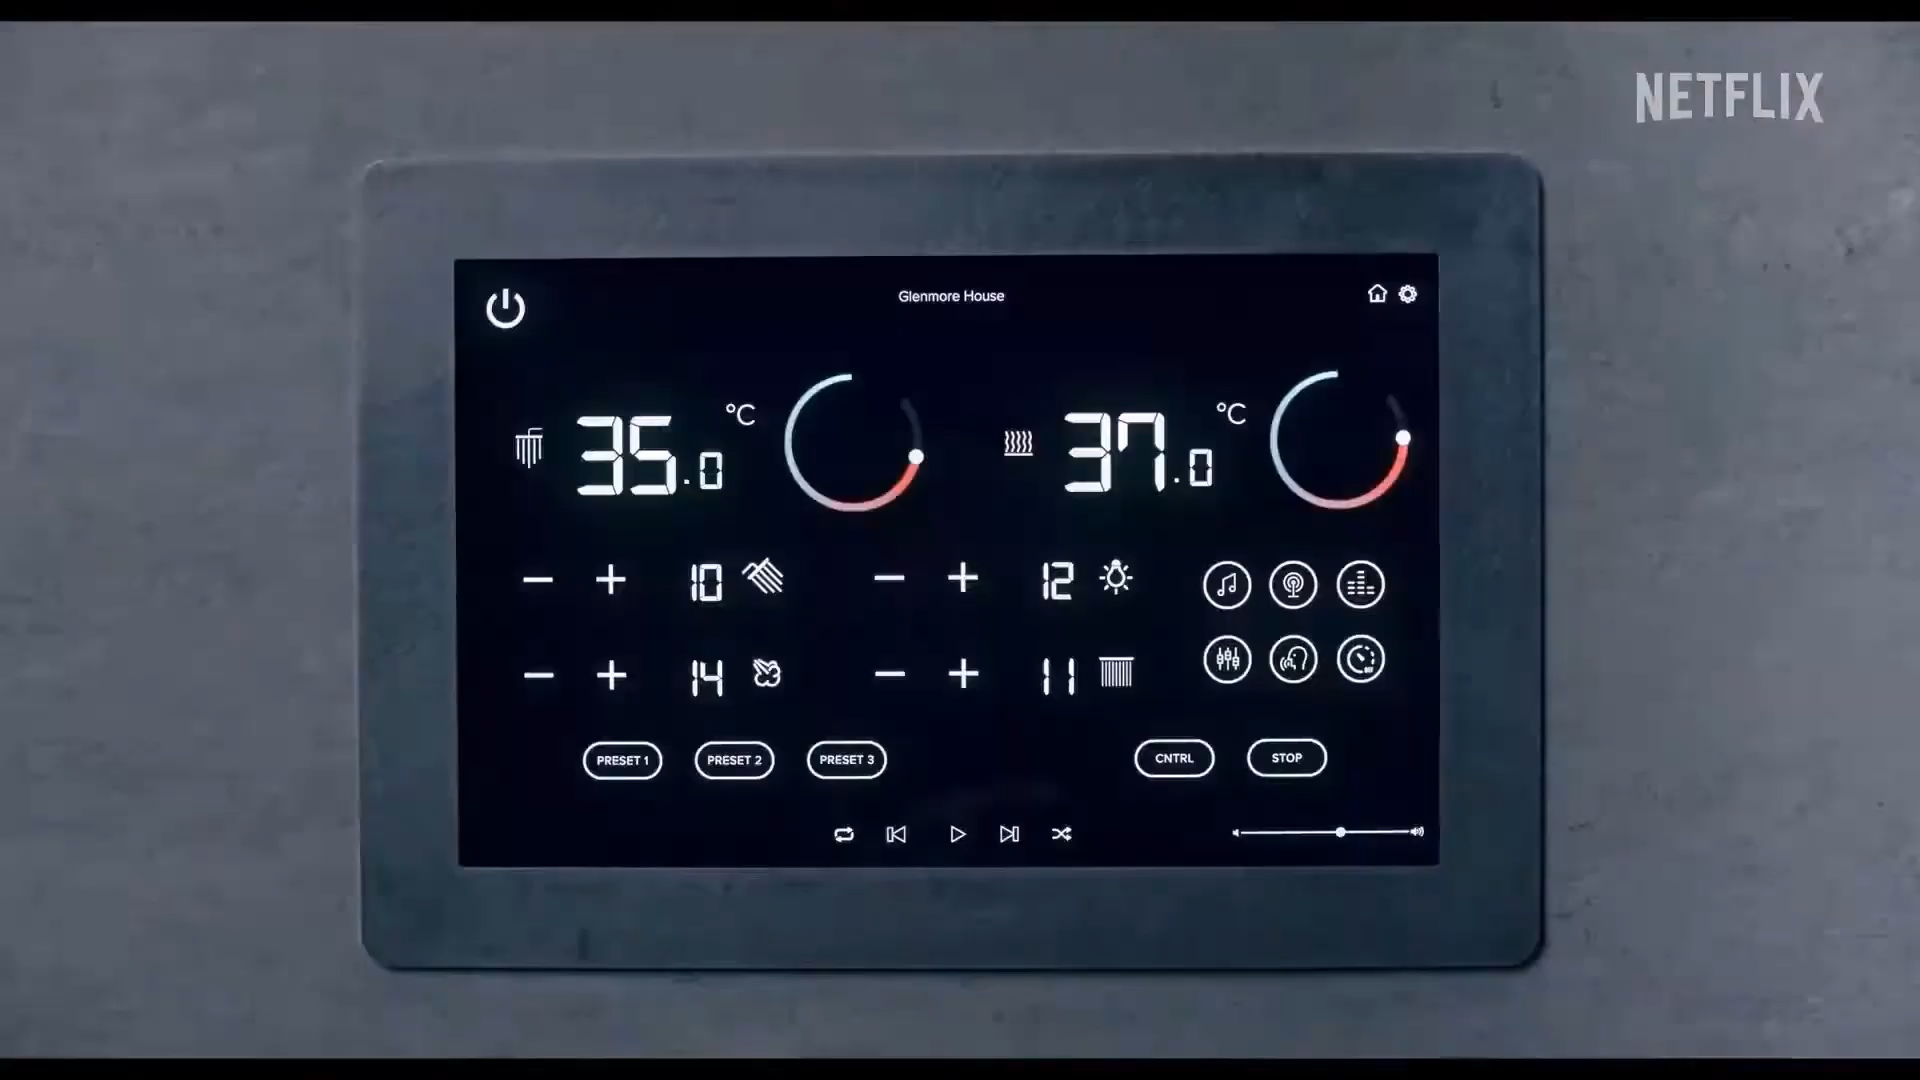 NETFLIX
Glenmore House
35.0 °C
37.0 °C
10
12
14
11
PRESET 1
PRESET 2
PRESET 3
CNTRL
STOP